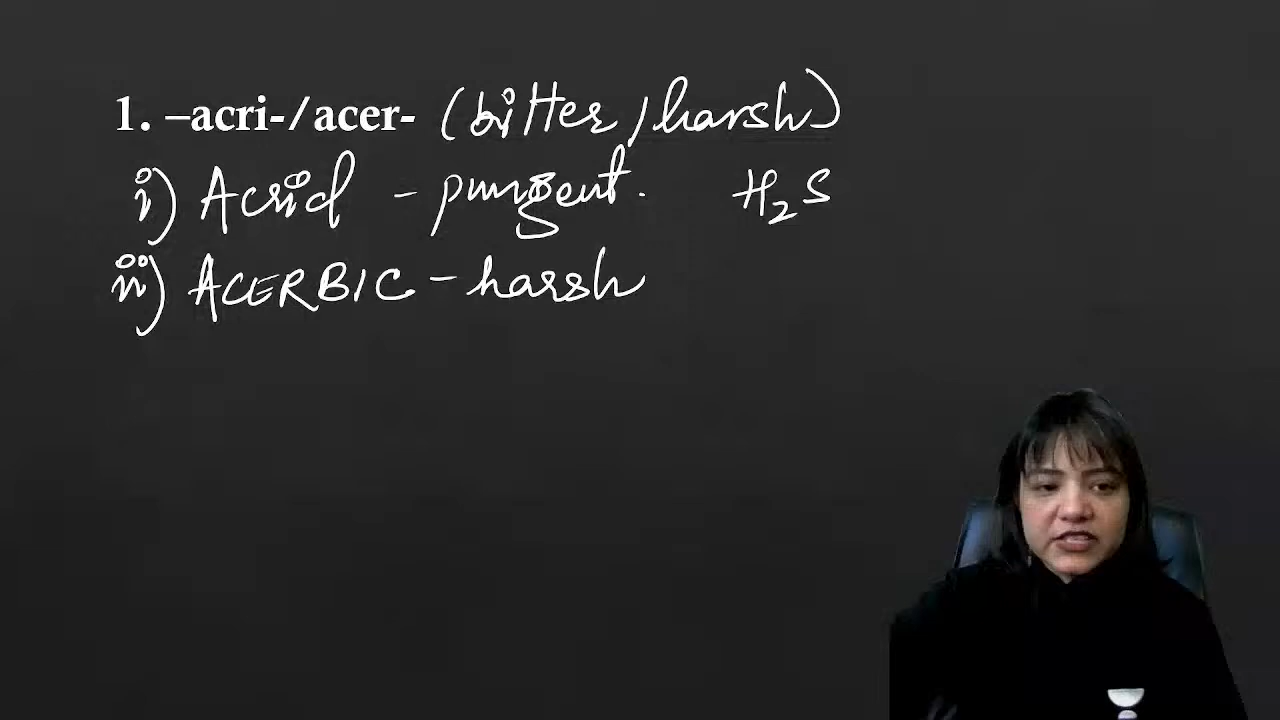 1. –acri-/acer- (bitter/harsh)
i) Acrid - pungent. H₂S
ii) ACERBIC - harsh